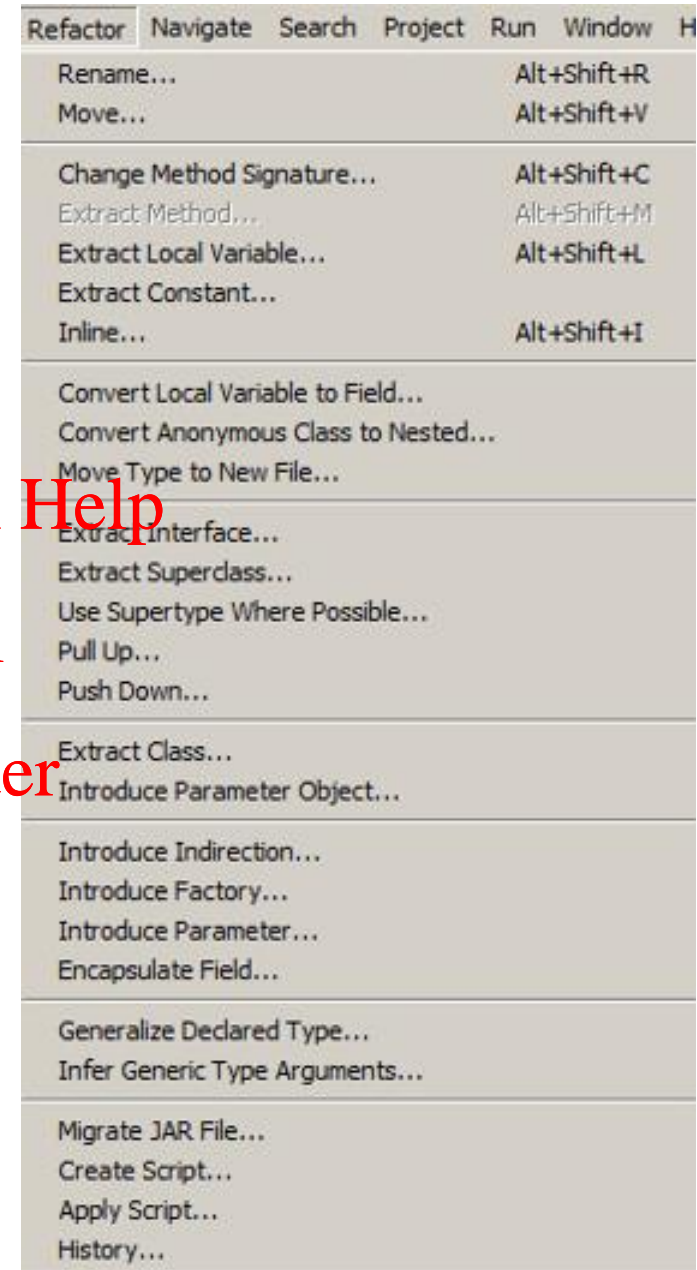 Refactor Navigate Search Project Run Window H
Rename... Alt+Shift+R
Move... Alt+Shift+V
Change Method Signature... Alt+Shift+C
Extract Method... Alt+Shift+M
Extract Local Variable... Alt+Shift+L
Extract Constant...
Inline... Alt+Shift+I
Convert Local Variable to Field...
Convert Anonymous Class to Nested...
Move Type to New File...
Help
Extract Interface...
Extract Superclass...
Use Supertype Where Possible...
Pull Up...
Push Down...
Extract Class...
er
Introduce Parameter Object...
Introduce Indirection...
Introduce Factory...
Introduce Parameter...
Encapsulate Field...
Generalize Declared Type...
Infer Generic Type Arguments...
Migrate JAR File...
Create Script...
Apply Script...
History...